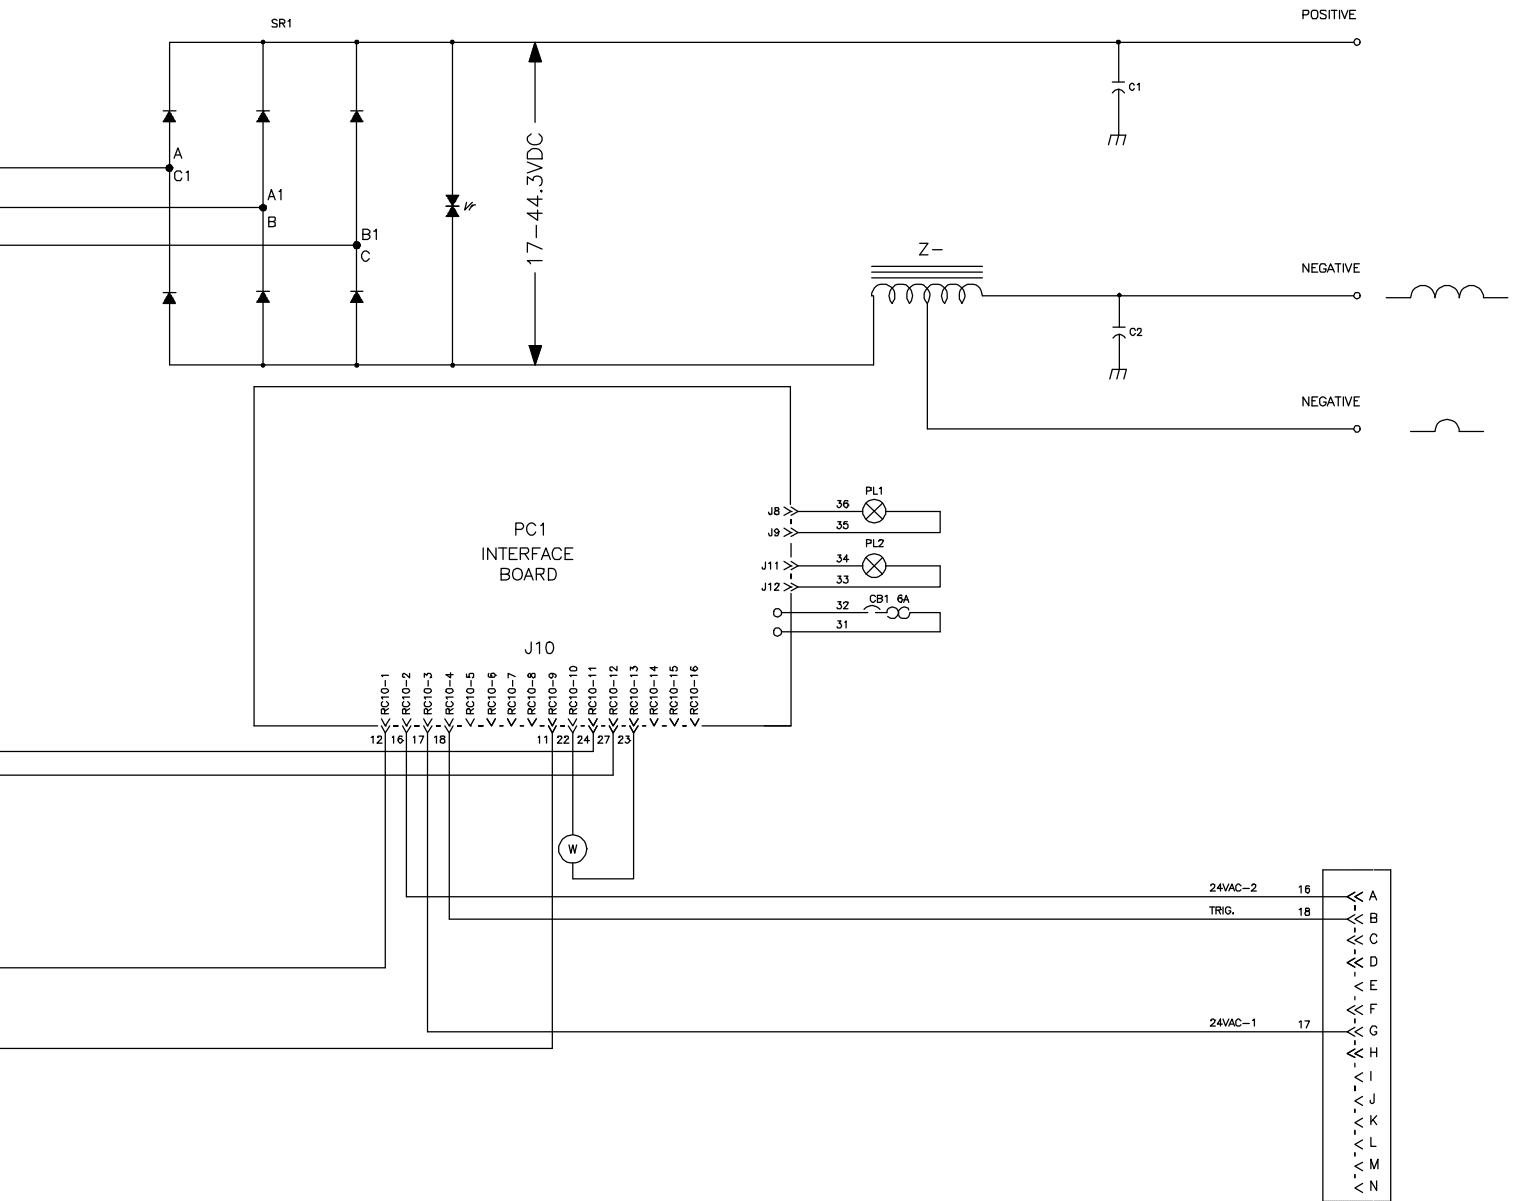 SR1
POSITIVE
C1
A
C1
A1
B
B1
C
Vr
17-44.3VDC
Z-
NEGATIVE
C2
NEGATIVE
PC1
INTERFACE
BOARD
J10
J8
36
PL1
J9
35
J11
34
PL2
J12
33
32
CB1 6A
31
RC10-1
RC10-2
RC10-3
RC10-4
RC10-5
RC10-6
RC10-7
RC10-8
RC10-9
RC10-10
RC10-11
RC10-12
RC10-13
RC10-14
RC10-15
RC10-16
12 16 17 18 11 22 24 27 23
W
24VAC-2 16 A
TRIG. 18 B
C
D
E
F
24VAC-1 17 G
H
I
J
K
L
M
N